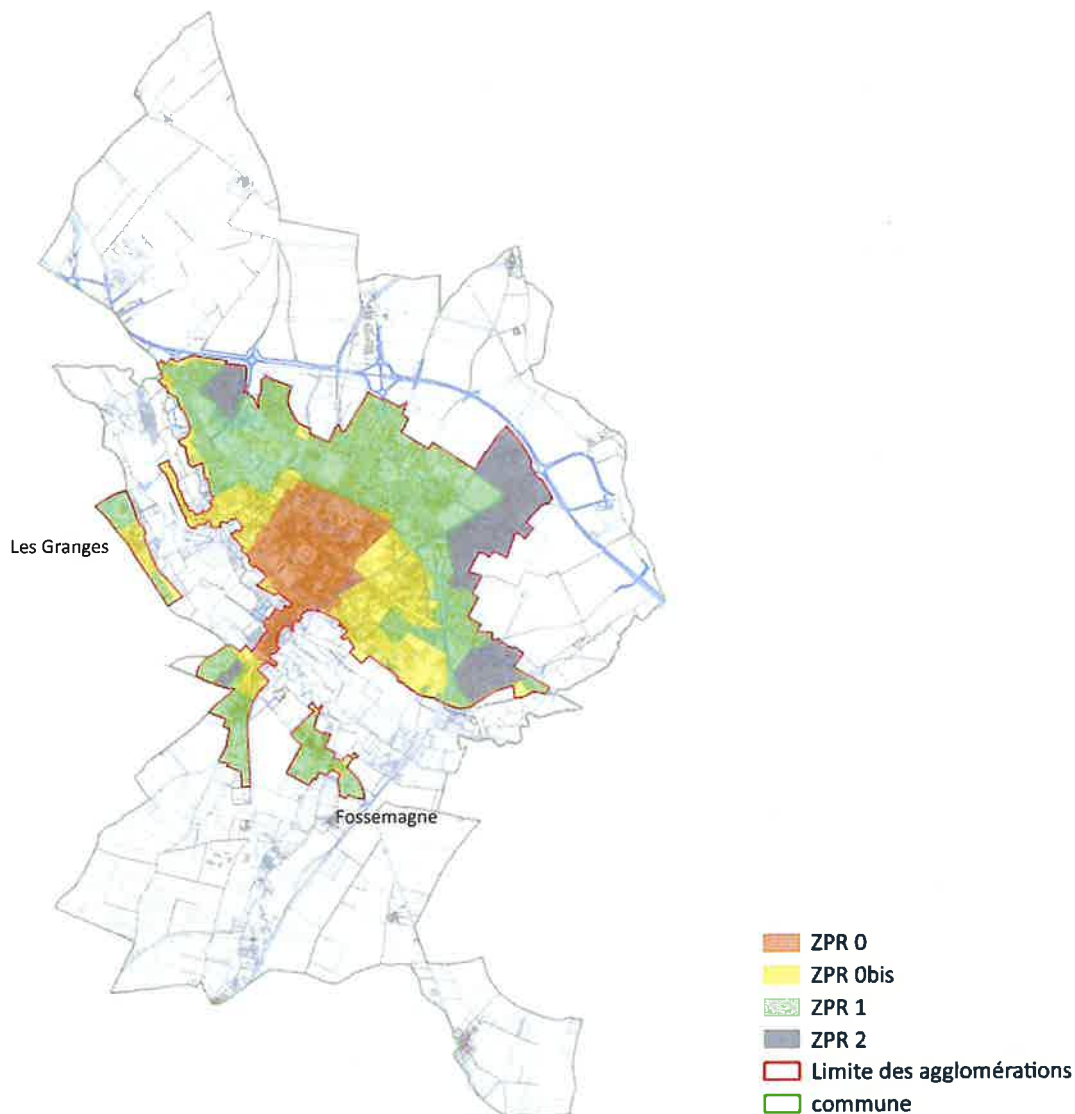 Les Granges
Fossemagne
ZPR 0
ZPR 0bis
ZPR 1
ZPR 2
Limite des agglomérations
commune